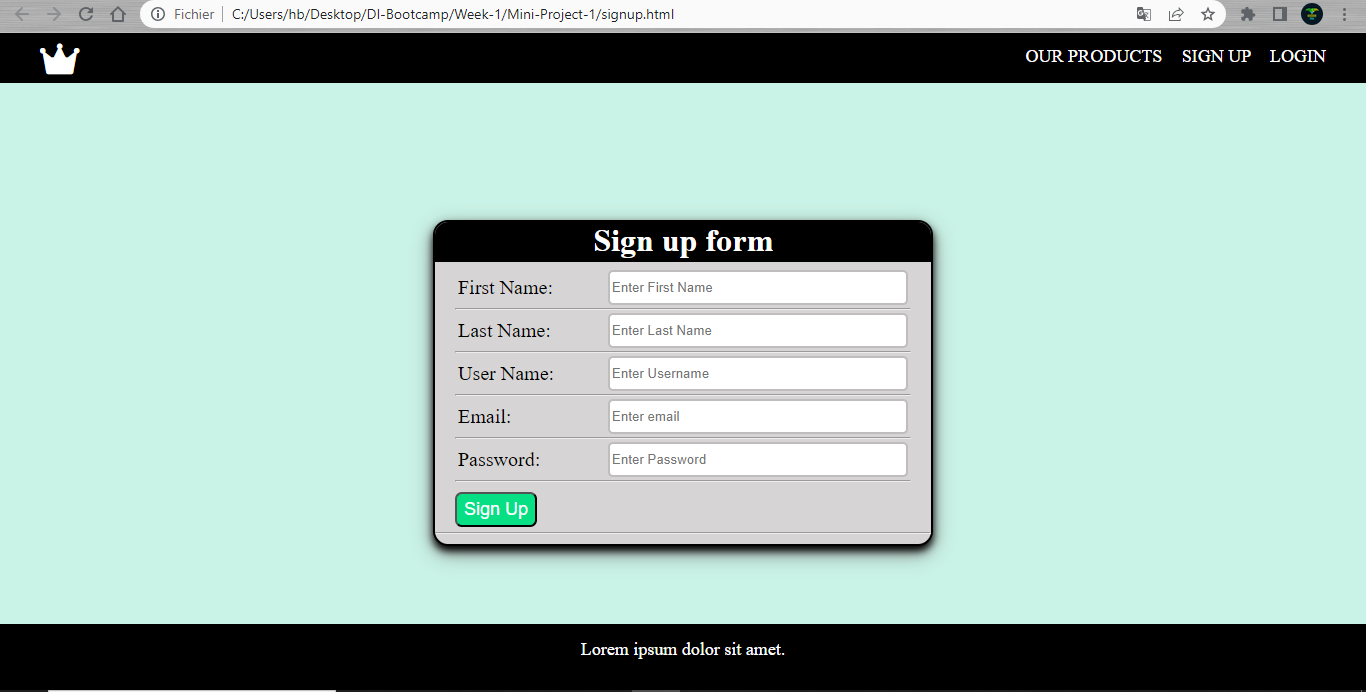 Fichier C:/Users/hb/Desktop/DI-Bootcamp/Week-1/Mini-Project-1/signup.html
OUR PRODUCTS SIGN UP LOGIN
Sign up form
First Name: Enter First Name
Last Name: Enter Last Name
User Name: Enter Username
Email: Enter email
Password: Enter Password
Sign Up
Lorem ipsum dolor sit amet.